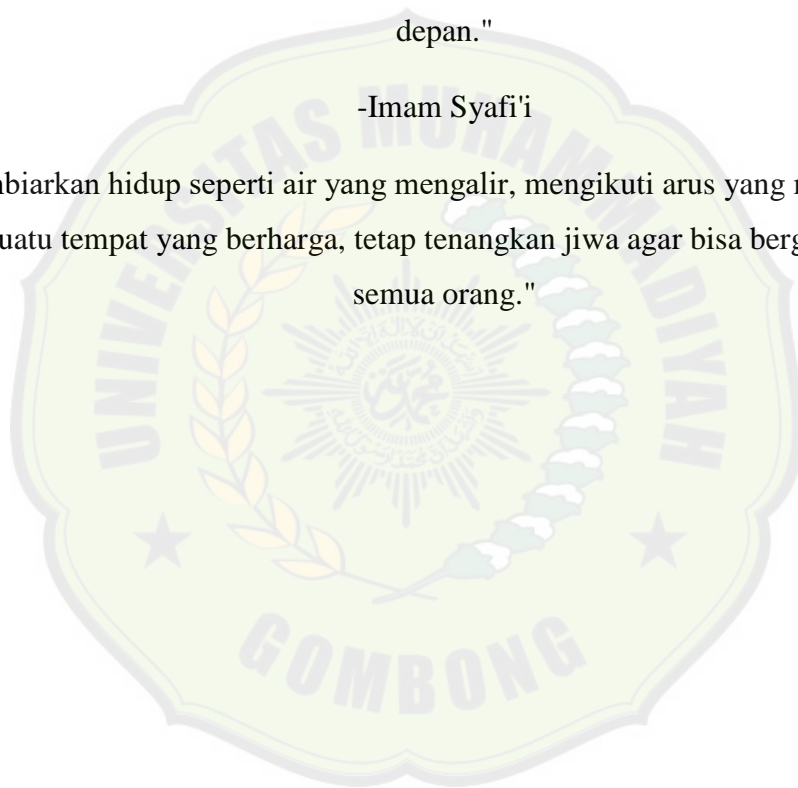 depan."
-Imam Syafi'i
nbiarkan hidup seperti air yang mengalir, mengikuti arus yang
uatu tempat yang berharga, tetap tenangkan jiwa agar bisa berg
semua orang."
UNIVERSITAS MUHAMMADIYAH
GOMBONG